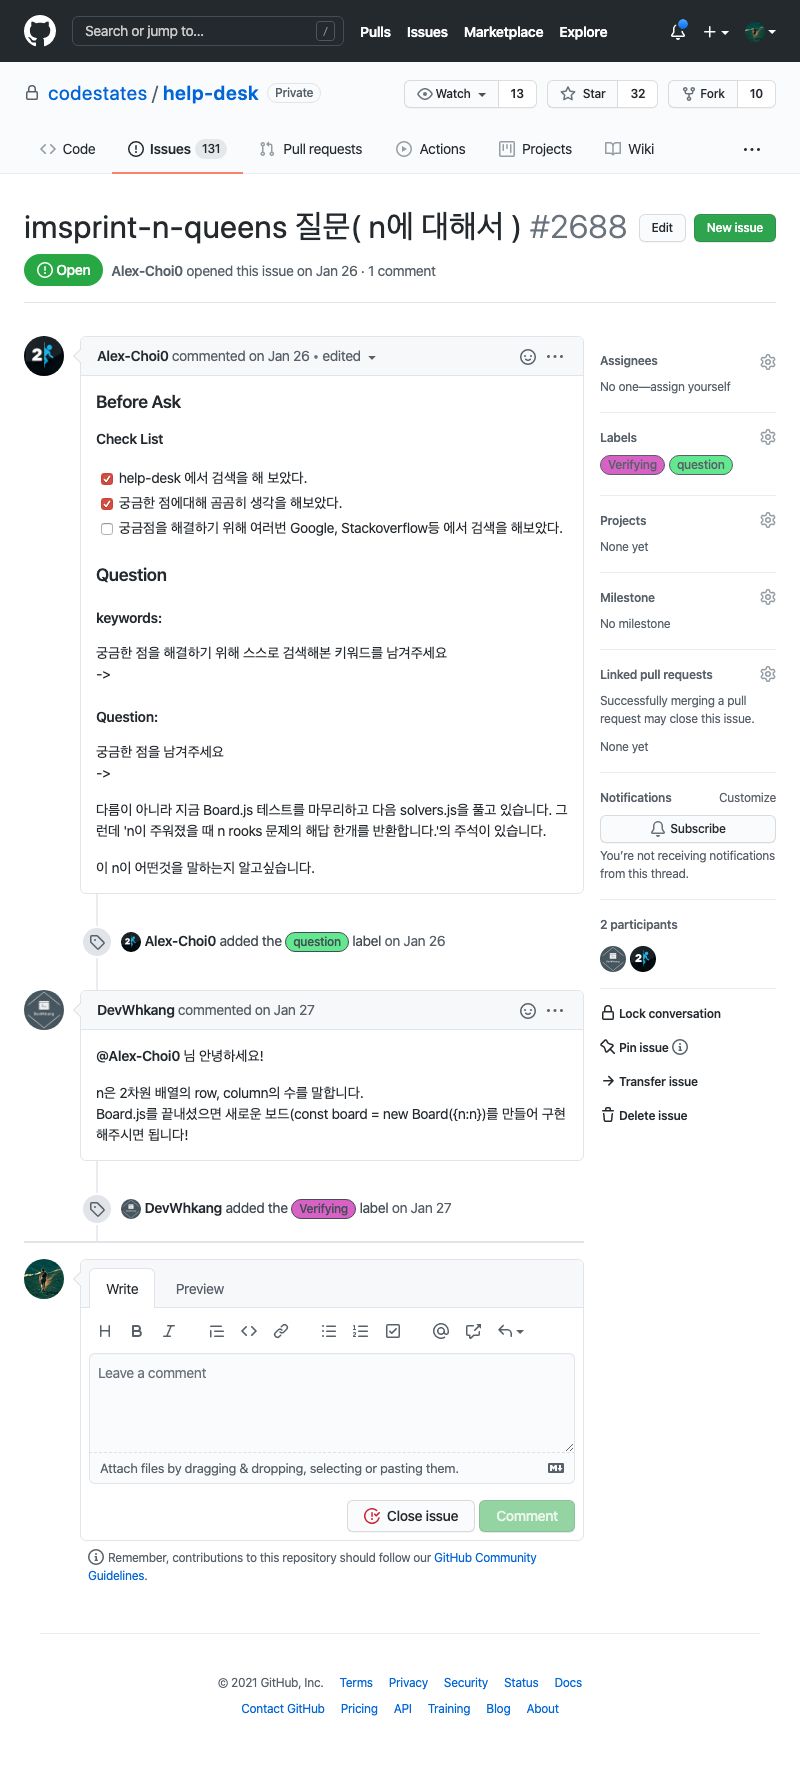 Search or jump to... /
Pulls Issues Marketplace Explore
codestates / help-desk Private
Watch 13 Star 32 Fork 10
Code Issues 131 Pull requests Actions Projects Wiki
imsprint-n-queens 질문( n에 대해서 ) #2688
Edit New issue
Open Alex-Choi0 opened this issue on Jan 26 · 1 comment
Alex-Choi0 commented on Jan 26 • edited
Before Ask
Check List
help-desk 에서 검색을 해 보았다.
궁금한 점에대해 곰곰히 생각을 해보았다.
궁금점을 해결하기 위해 여러번 Google, Stackoverflow등 에서 검색을 해보았다.
Question
keywords:
궁금한 점을 해결하기 위해 스스로 검색해본 키워드를 남겨주세요
->
Question:
궁금한 점을 남겨주세요
->
다름이 아니라 지금 Board.js 테스트를 마무리하고 다음 solvers.js을 풀고 있습니다. 그
런데 'n이 주워졌을 때 n rooks 문제의 해답 한개를 반환합니다.'의 주석이 있습니다.
이 n이 어떤것을 말하는지 알고싶습니다.
Alex-Choi0 added the question label on Jan 26
DevWhkang commented on Jan 27
@Alex-Choi0 님 안녕하세요!
n은 2차원 배열의 row, column의 수를 말합니다.
Board.js를 끝내셨으면 새로운 보드(const board = new Board({n:n})를 만들어 구현
해주시면 됩니다!
DevWhkang added the Verifying label on Jan 27
Write Preview
Leave a comment
Attach files by dragging & dropping, selecting or pasting them.
Close issue Comment
Remember, contributions to this repository should follow our GitHub Community
Guidelines.
Assignees
No one—assign yourself
Labels
Verifying question
Projects
None yet
Milestone
No milestone
Linked pull requests
Successfully merging a pull
request may close this issue.
None yet
Notifications Customize
Subscribe
You're not receiving notifications
from this thread.
2 participants
Lock conversation
Pin issue
Transfer issue
Delete issue
© 2021 GitHub, Inc. Terms Privacy Security Status Docs
Contact GitHub Pricing API Training Blog About